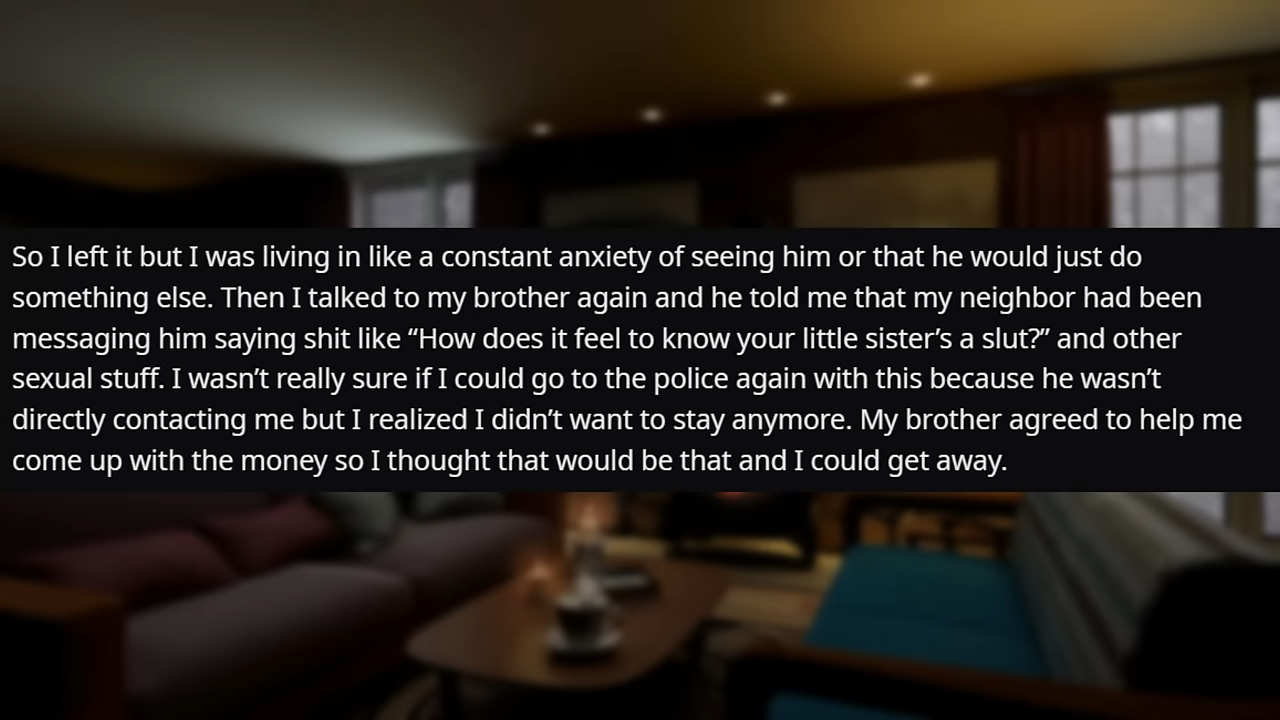 So I left it but I was living in like a constant anxiety of seeing him or that he would just do
something else. Then I talked to my brother again and he told me that my neighbor had been
messaging him saying shit like “How does it feel to know your little sister’s a slut?” and other
sexual stuff. I wasn’t really sure if I could go to the police again with this because he wasn’t
directly contacting me but I realized I didn’t want to stay anymore. My brother agreed to help me
come up with the money so I thought that would be that and I could get away.